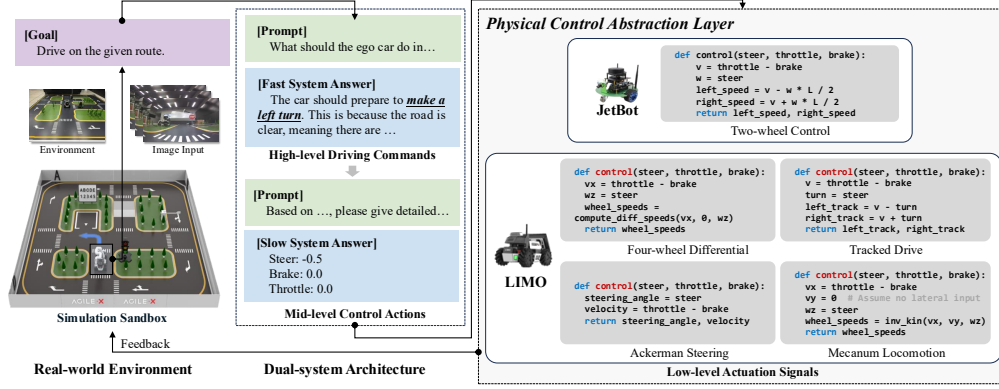 [Goal]
Drive on the given route.
Environment
Image Input
A
ABCDE
12345
AGILE X
AGILE X
Simulation Sandbox
Real-world Environment
Feedback
[Prompt]
What should the ego car do in…
[Fast System Answer]
The car should prepare to make a
left turn. This is because the road is
clear, meaning there are …
High-level Driving Commands
[Prompt]
Based on …, please give detailed…
[Slow System Answer]
Steer: -0.5
Brake: 0.0
Throttle: 0.0
Mid-level Control Actions
Dual-system Architecture
Physical Control Abstraction Layer
JetBot
def control(steer, throttle, brake):
v = throttle - brake
w = steer
left_speed = v - w * L / 2
right_speed = v + w * L / 2
return left_speed, right_speed
Two-wheel Control
LIMO
def control(steer, throttle, brake):
vx = throttle - brake
wz = steer
wheel_speeds =
compute_diff_speeds(vx, 0, wz)
return wheel_speeds
Four-wheel Differential
def control(steer, throttle, brake):
v = throttle - brake
turn = steer
left_track = v - turn
right_track = v + turn
return left_track, right_track
Tracked Drive
def control(steer, throttle, brake):
steering_angle = steer
velocity = throttle - brake
return steering_angle, velocity
Ackerman Steering
def control(steer, throttle, brake):
vx = throttle - brake
vy = 0 # Assume no lateral input
wz = steer
wheel_speeds = inv_kin(vx, vy, wz)
return wheel_speeds
Mecanum Locomotion
Low-level Actuation Signals